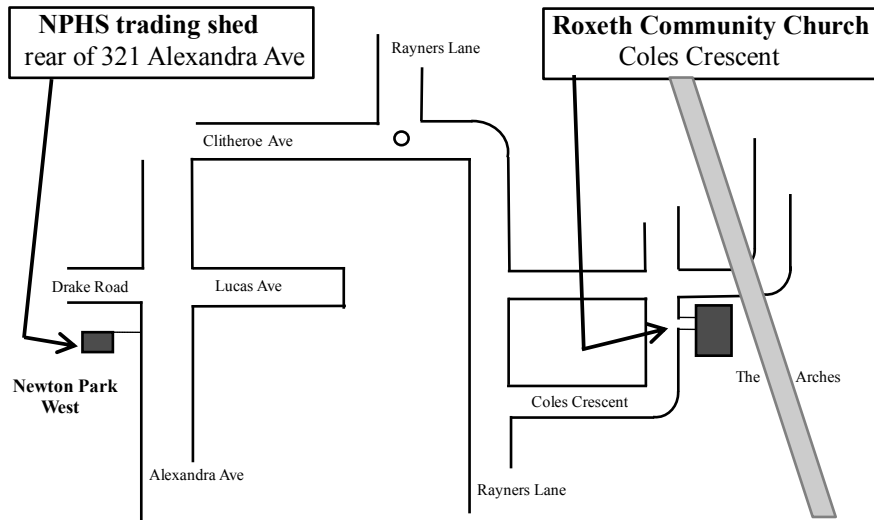 NPHS trading shed
rear of 321 Alexandra Ave
Roxeth Community Church
Coles Crescent
Rayners Lane
Clitheroe Ave
Drake Road
Lucas Ave
Newton Park
West
The Arches
Coles Crescent
Alexandra Ave
Rayners Lane